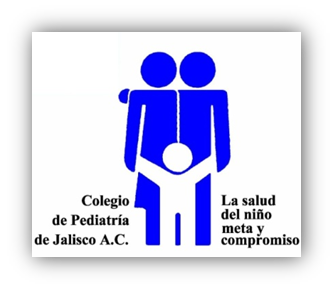 Colegio
de Pediatría
de Jalisco A.C.
La salud
del niño
meta y
compromiso